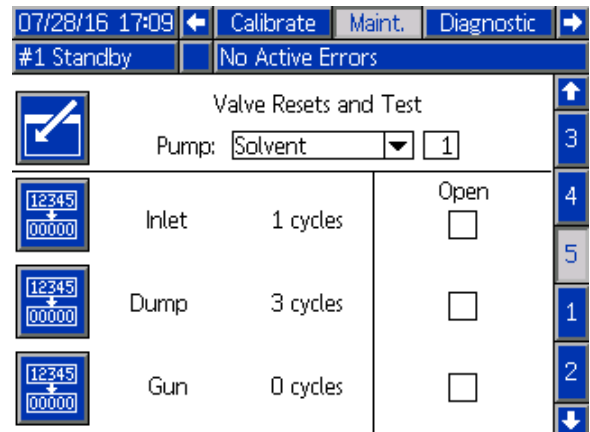 07/28/16 17:09 Calibrate Maint. Diagnostic
#1 Standby No Active Errors
Valve Resets and Test
Pump: Solvent 1
3
Open
12345
00000
Inlet 1 cycles
4
5
12345
00000
Dump 3 cycles
1
12345
00000
Gun 0 cycles
2